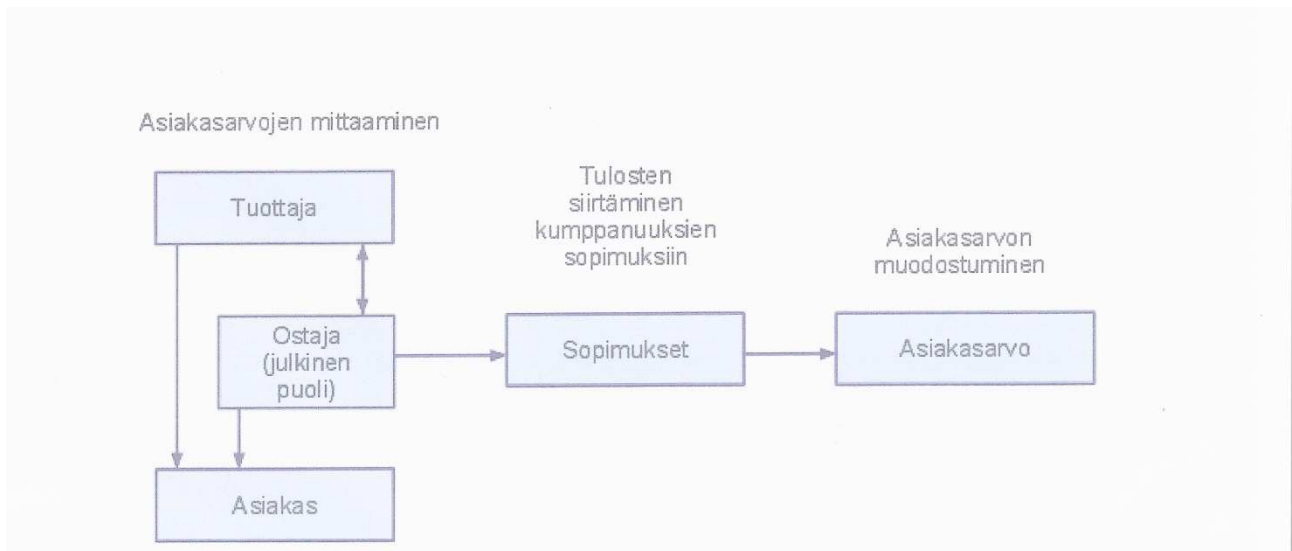 Asiakasarvojen mittaaminen
Tuottaja
Ostaja
(julkinen
puoli)
Asiakas
Tulosten
siirtäminen
kumppanuuksien
sopimuksiin
Sopimukset
Asiakasarvon
muodostuminen
Asiakasarvo